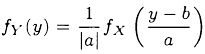 f_Y(y) = \frac{1}{|a|} f_X \left( \frac{y-b}{a} \right)